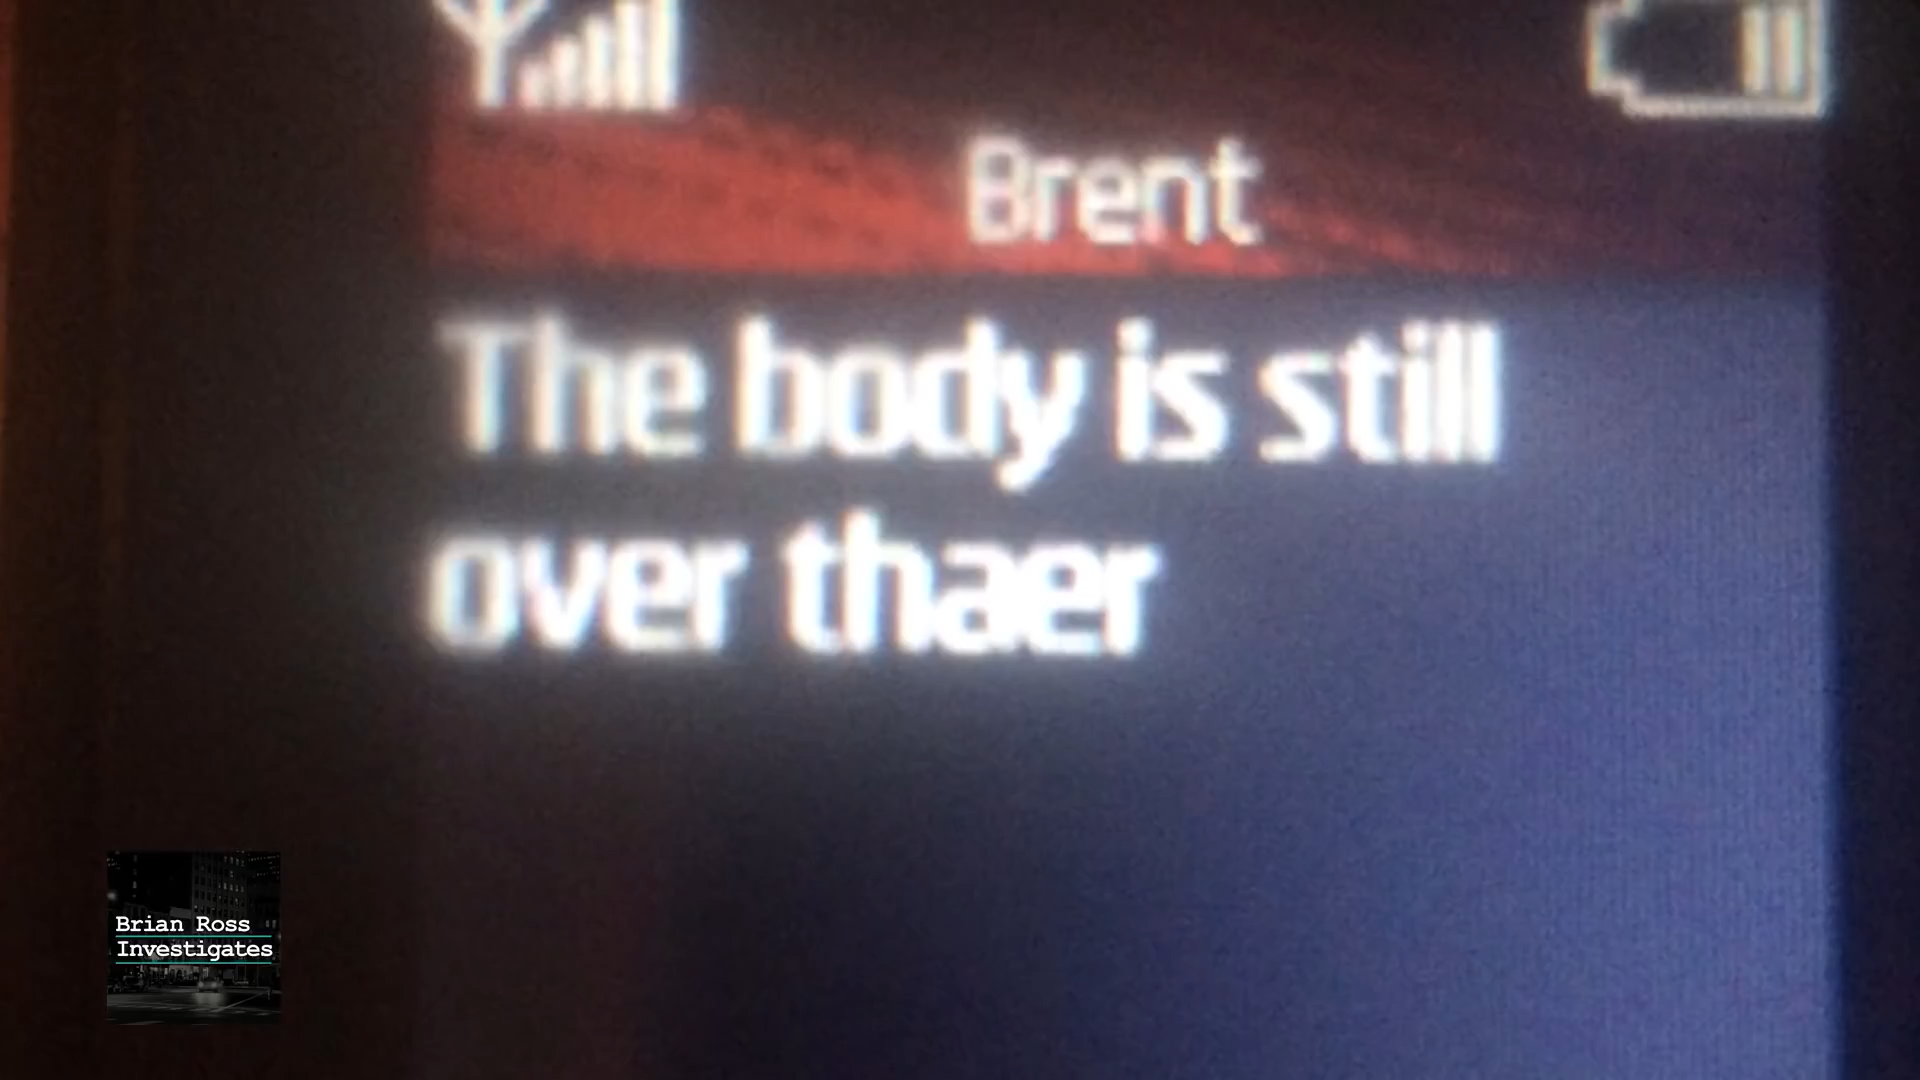 Brent
The body is still
over thaer
Brian Ross
Investigates